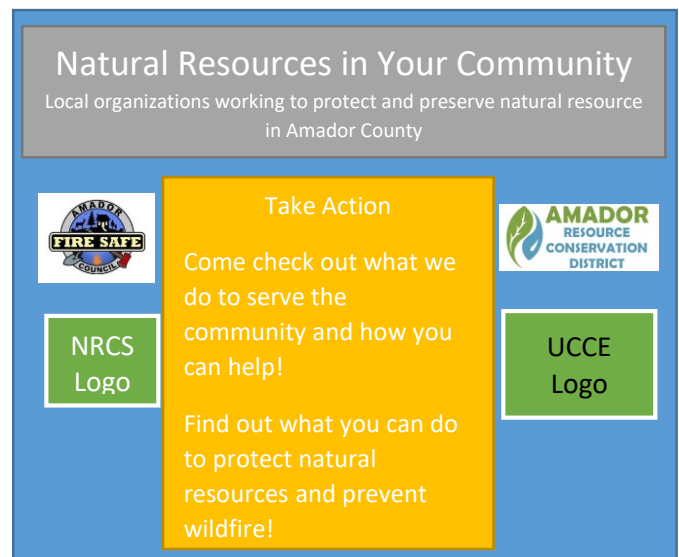 Natural Resources in Your Community
Local organizations working to protect and preserve natural resource
in Amador County
AMADOR
FIRE SAFE
COUNCIL
NRCS
Logo
Take Action
Come check out what we
do to serve the
community and how you
can help!
Find out what you can do
to protect natural
resources and prevent
wildfire!
AMADOR
RESOURCE
CONSERVATION
DISTRICT
UCCE
Logo